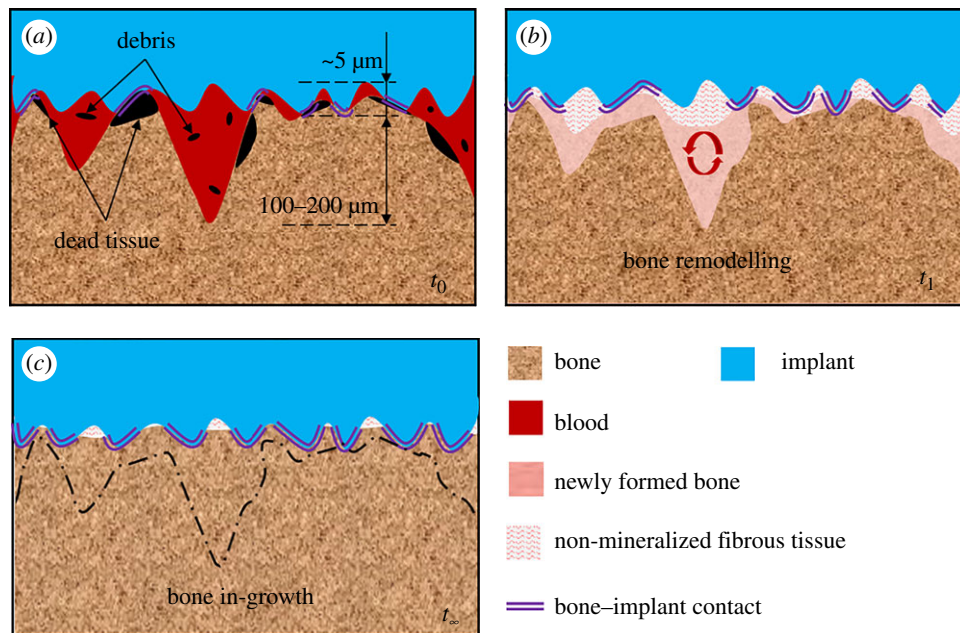 (a)
debris
~5 µm
100–200 µm
dead tissue
t0
(b)
bone remodelling
t1
(c)
bone in-growth
t∞
bone
implant
blood
newly formed bone
non-mineralized fibrous tissue
bone–implant contact